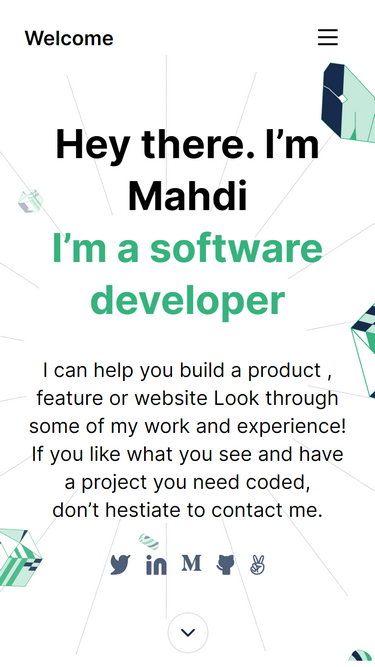 Welcome
Hey there. I’m
Mahdi
I’m a software
developer
I can help you build a product ,
feature or website Look through
some of my work and experience!
If you like what you see and have
a project you need coded,
don’t hestiate to contact me.